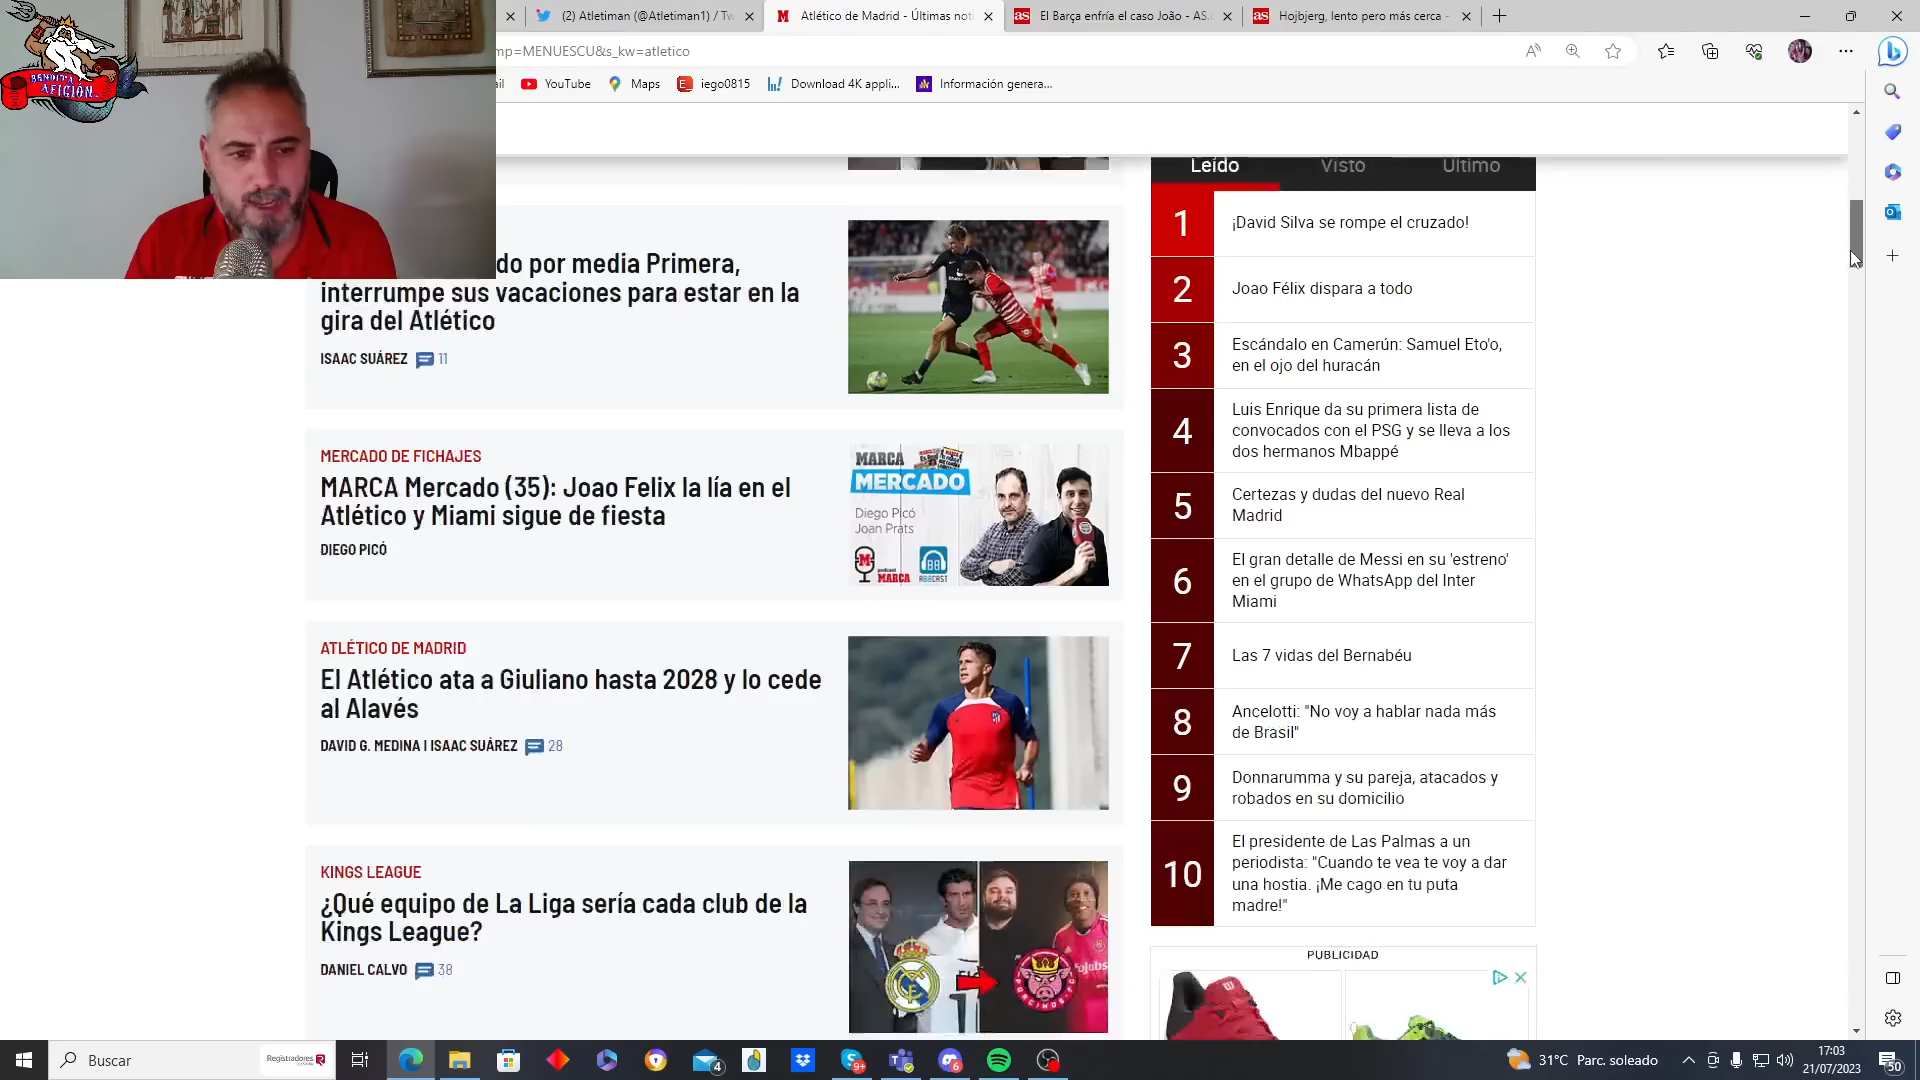 BENDITA
AFICIÓN
(2) Atletiman (@Atletiman1) / Tw
Atlético de Madrid - Últimas noti
El Barça enfría el caso João - AS.c
Hojbjerg, lento pero más cerca -
mp=MENUESCU&s_kw=atletico
ail
YouTube
Maps
iego0815
Download 4K appli...
Información genera...
Leído
Visto
Último
do por media Primera,
interrumpe sus vacaciones para estar en la
gira del Atlético
ISAAC SUÁREZ 11
MERCADO DE FICHAJES
MARCA Mercado (35): Joao Felix la lía en el
Atlético y Miami sigue de fiesta
DIEGO PICÓ
MARCA
MERCADO
Diego Picó
Joan Prats
podcast
MARCA
ABBCAST
ATLÉTICO DE MADRID
El Atlético ata a Giuliano hasta 2028 y lo cede
al Alavés
DAVID G. MEDINA I ISAAC SUÁREZ 28
KINGS LEAGUE
¿Qué equipo de La Liga sería cada club de la
Kings League?
DANIEL CALVO 38
1
¡David Silva se rompe el cruzado!
2
Joao Félix dispara a todo
3
Escándalo en Camerún: Samuel Eto'o,
en el ojo del huracán
4
Luis Enrique da su primera lista de
convocados con el PSG y se lleva a los
dos hermanos Mbappé
5
Certezas y dudas del nuevo Real
Madrid
6
El gran detalle de Messi en su 'estreno'
en el grupo de WhatsApp del Inter
Miami
7
Las 7 vidas del Bernabéu
8
Ancelotti: "No voy a hablar nada más
de Brasil"
9
Donnarumma y su pareja, atacados y
robados en su domicilio
10
El presidente de Las Palmas a un
periodista: "Cuando te vea te voy a dar
una hostia. ¡Me cago en tu puta
madre!"
PUBLICIDAD
Buscar
Registradores
4
9+
6
31°C Parc. soleado
17:03
21/07/2023
50